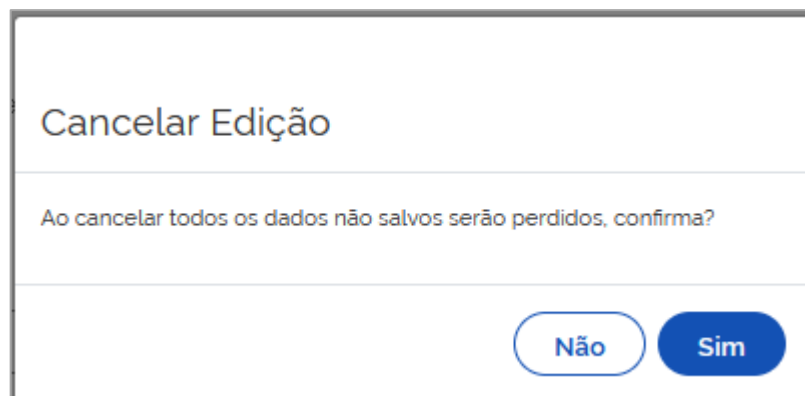 Cancelar Edição
Ao cancelar todos os dados não salvos serão perdidos, confirma?
Não
Sim